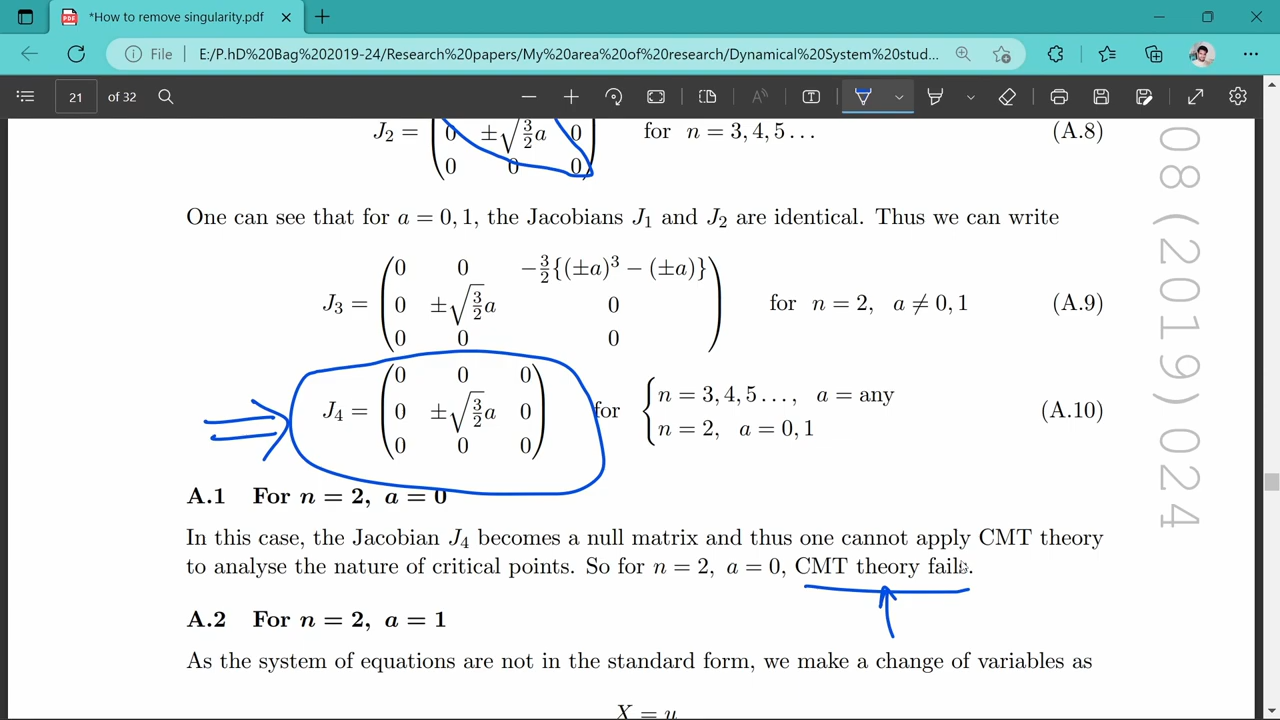 *How to remove singularity.pdf
File E:/P.hD%20Bag%202019-24/Research%20papers/My%20area%20of%20research/Dynamical%20System%20stud...
21 of 32
J₂ = ( 0 ±√(3/2)a 0
0 0 0 ) for n = 3, 4, 5 . . . (A.8)
One can see that for a = 0, 1, the Jacobians J₁ and J₂ are identical. Thus we can write
J₃ = ( 0 0 −3/2{(±a)³ − (±a)}
0 ±√(3/2)a 0
0 0 0 ) for n = 2, a ≠ 0, 1 (A.9)
J₄ = ( 0 0 0
0 ±√(3/2)a 0
0 0 0 ) for { n = 3, 4, 5 . . . , a = any
n = 2, a = 0, 1 (A.10)
A.1 For n = 2, a = 0
In this case, the Jacobian J₄ becomes a null matrix and thus one cannot apply CMT theory
to analyse the nature of critical points. So for n = 2, a = 0, CMT theory fails.
A.2 For n = 2, a = 1
As the system of equations are not in the standard form, we make a change of variables as
X = u
08(2019)024